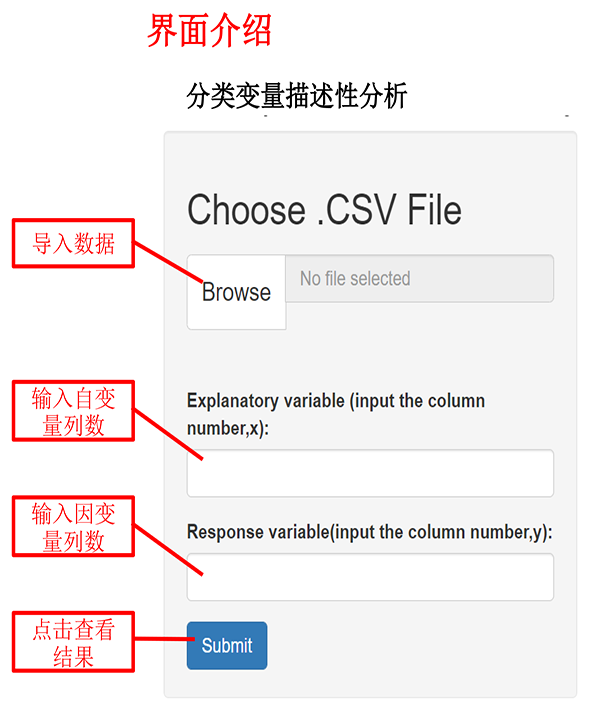 界面介绍
分类变量描述性分析
Choose .CSV File
导入数据
Browse
No file selected
输入自变
量列数
Explanatory variable (input the column
number,x):
输入因变
量列数
Response variable(input the column number,y):
点击查看
结果
Submit